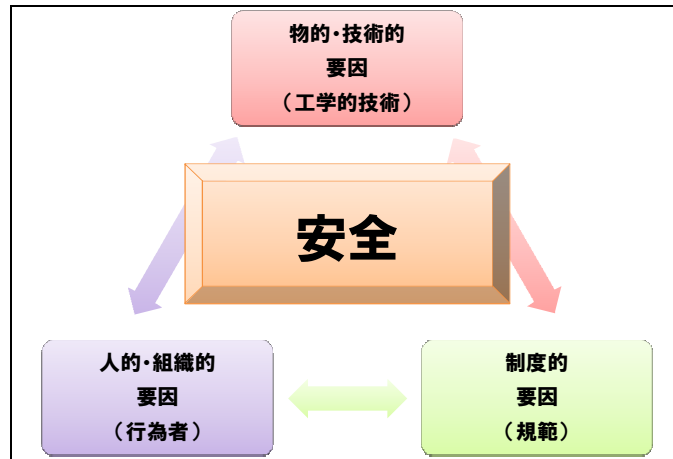 物的・技術的
要因
（工学的技術）
安全
人的・組織的
要因
（行為者）
制度的
要因
（規範）